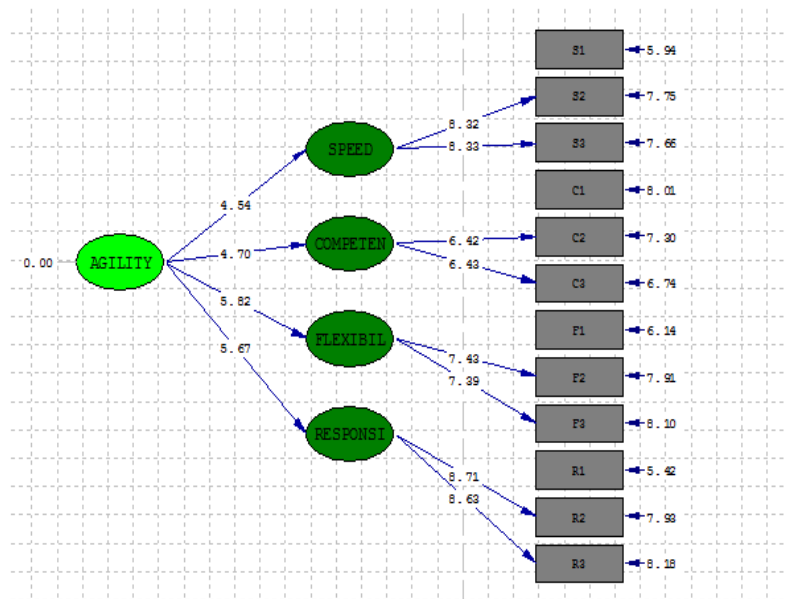 S1
5.94
S2
7.75
8.32
SPEED
8.33
S3
7.66
C1
8.01
4.54
C2
7.30
6.42
COMPETEN
4.70
6.43
0.00
AGILITY
C3
6.74
5.82
F1
6.14
FLEXIBIL
5.67
7.43
F2
7.91
7.39
F3
8.10
RESPONSI
R1
5.42
8.71
8.63
R2
7.93
R3
8.18